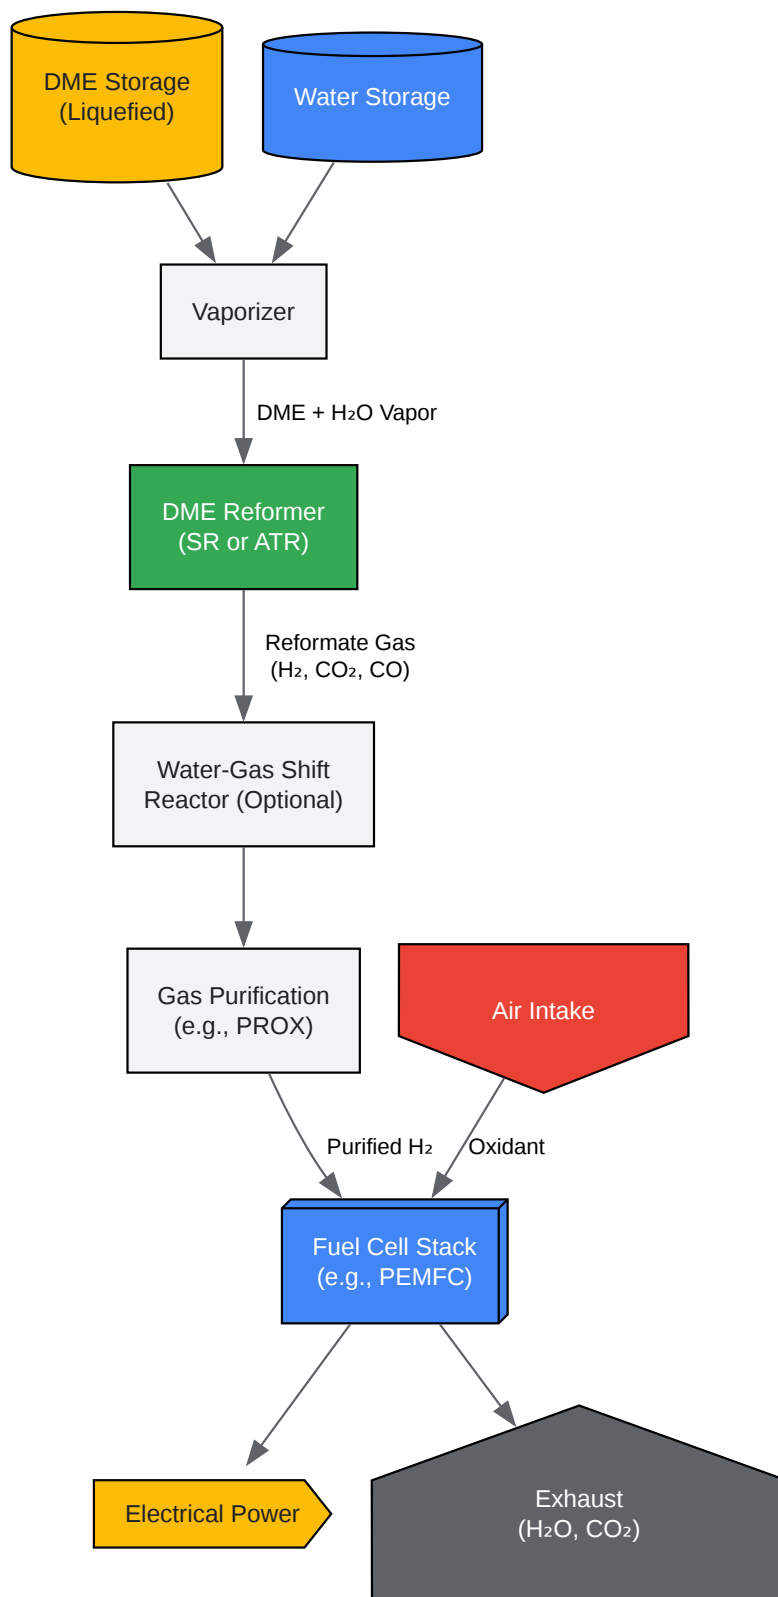 DME Storage
(Liquefied)
Water Storage
Vaporizer
DME + H₂O Vapor
DME Reformer
(SR or ATR)
Reformate Gas
(H₂, CO₂, CO)
Water-Gas Shift
Reactor (Optional)
Gas Purification
(e.g., PROX)
Air Intake
Purified H₂
Oxidant
Fuel Cell Stack
(e.g., PEMFC)
Electrical Power
Exhaust
(H₂O, CO₂)